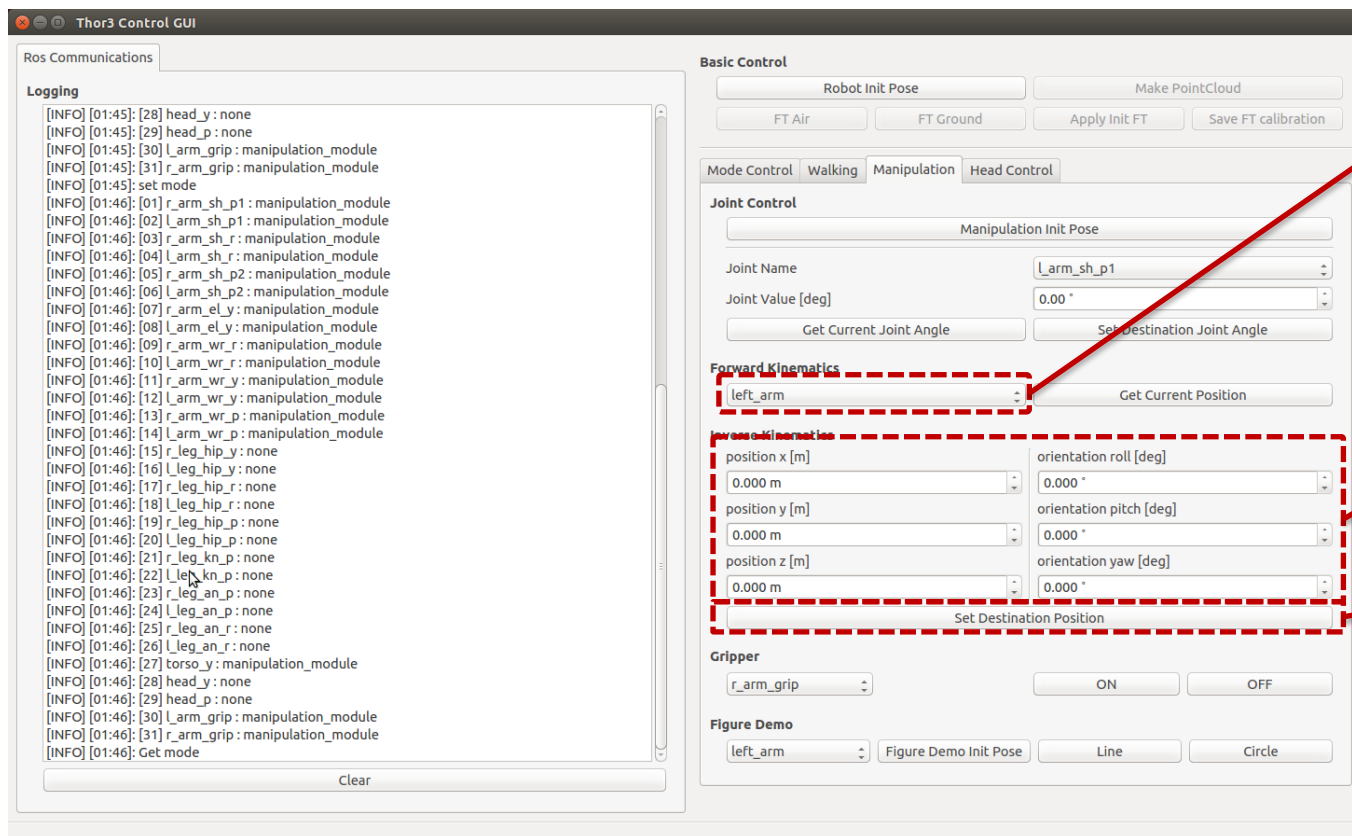 Thor3 Control GUI
Ros Communications
Logging
[INFO] [01:45]: [28] head_y : none
[INFO] [01:45]: [29] head_p : none
[INFO] [01:45]: [30] l_arm_grip : manipulation_module
[INFO] [01:45]: [31] r_arm_grip : manipulation_module
[INFO] [01:45]: set mode
[INFO] [01:46]: [01] r_arm_sh_p1 : manipulation_module
[INFO] [01:46]: [02] l_arm_sh_p1 : manipulation_module
[INFO] [01:46]: [03] r_arm_sh_r : manipulation_module
[INFO] [01:46]: [04] l_arm_sh_r : manipulation_module
[INFO] [01:46]: [05] r_arm_sh_p2 : manipulation_module
[INFO] [01:46]: [06] l_arm_sh_p2 : manipulation_module
[INFO] [01:46]: [07] r_arm_el_y : manipulation_module
[INFO] [01:46]: [08] l_arm_el_y : manipulation_module
[INFO] [01:46]: [09] r_arm_wr_r : manipulation_module
[INFO] [01:46]: [10] l_arm_wr_r : manipulation_module
[INFO] [01:46]: [11] r_arm_wr_y : manipulation_module
[INFO] [01:46]: [12] l_arm_wr_y : manipulation_module
[INFO] [01:46]: [13] r_arm_wr_p : manipulation_module
[INFO] [01:46]: [14] l_arm_wr_p : manipulation_module
[INFO] [01:46]: [15] r_leg_hip_y : none
[INFO] [01:46]: [16] l_leg_hip_y : none
[INFO] [01:46]: [17] r_leg_hip_r : none
[INFO] [01:46]: [18] l_leg_hip_r : none
[INFO] [01:46]: [19] r_leg_hip_p : none
[INFO] [01:46]: [20] l_leg_hip_p : none
[INFO] [01:46]: [21] r_leg_kn_p : none
[INFO] [01:46]: [22] l_leg_kn_p : none
[INFO] [01:46]: [23] r_leg_an_p : none
[INFO] [01:46]: [24] l_leg_an_p : none
[INFO] [01:46]: [25] r_leg_an_r : none
[INFO] [01:46]: [26] l_leg_an_r : none
[INFO] [01:46]: [27] torso_y : manipulation_module
[INFO] [01:46]: [28] head_y : none
[INFO] [01:46]: [29] head_p : none
[INFO] [01:46]: [30] l_arm_grip : manipulation_module
[INFO] [01:46]: [31] r_arm_grip : manipulation_module
[INFO] [01:46]: Get mode
Clear
Basic Control
Robot Init Pose Make PointCloud
FT Air FT Ground Apply Init FT Save FT calibration
Mode Control Walking Manipulation Head Control
Joint Control
Manipulation Init Pose
Joint Name l_arm_sh_p1
Joint Value [deg] 0.00 °
Get Current Joint Angle Set Destination Joint Angle
Forward Kinematics
left_arm Get Current Position
Inverse Kinematics
position x [m] orientation roll [deg]
0.000 m 0.000 °
position y [m] orientation pitch [deg]
0.000 m 0.000 °
position z [m] orientation yaw [deg]
0.000 m 0.000 °
Set Destination Position
Gripper
r_arm_grip ON OFF
Figure Demo
left_arm Figure Demo Init Pose Line Circle